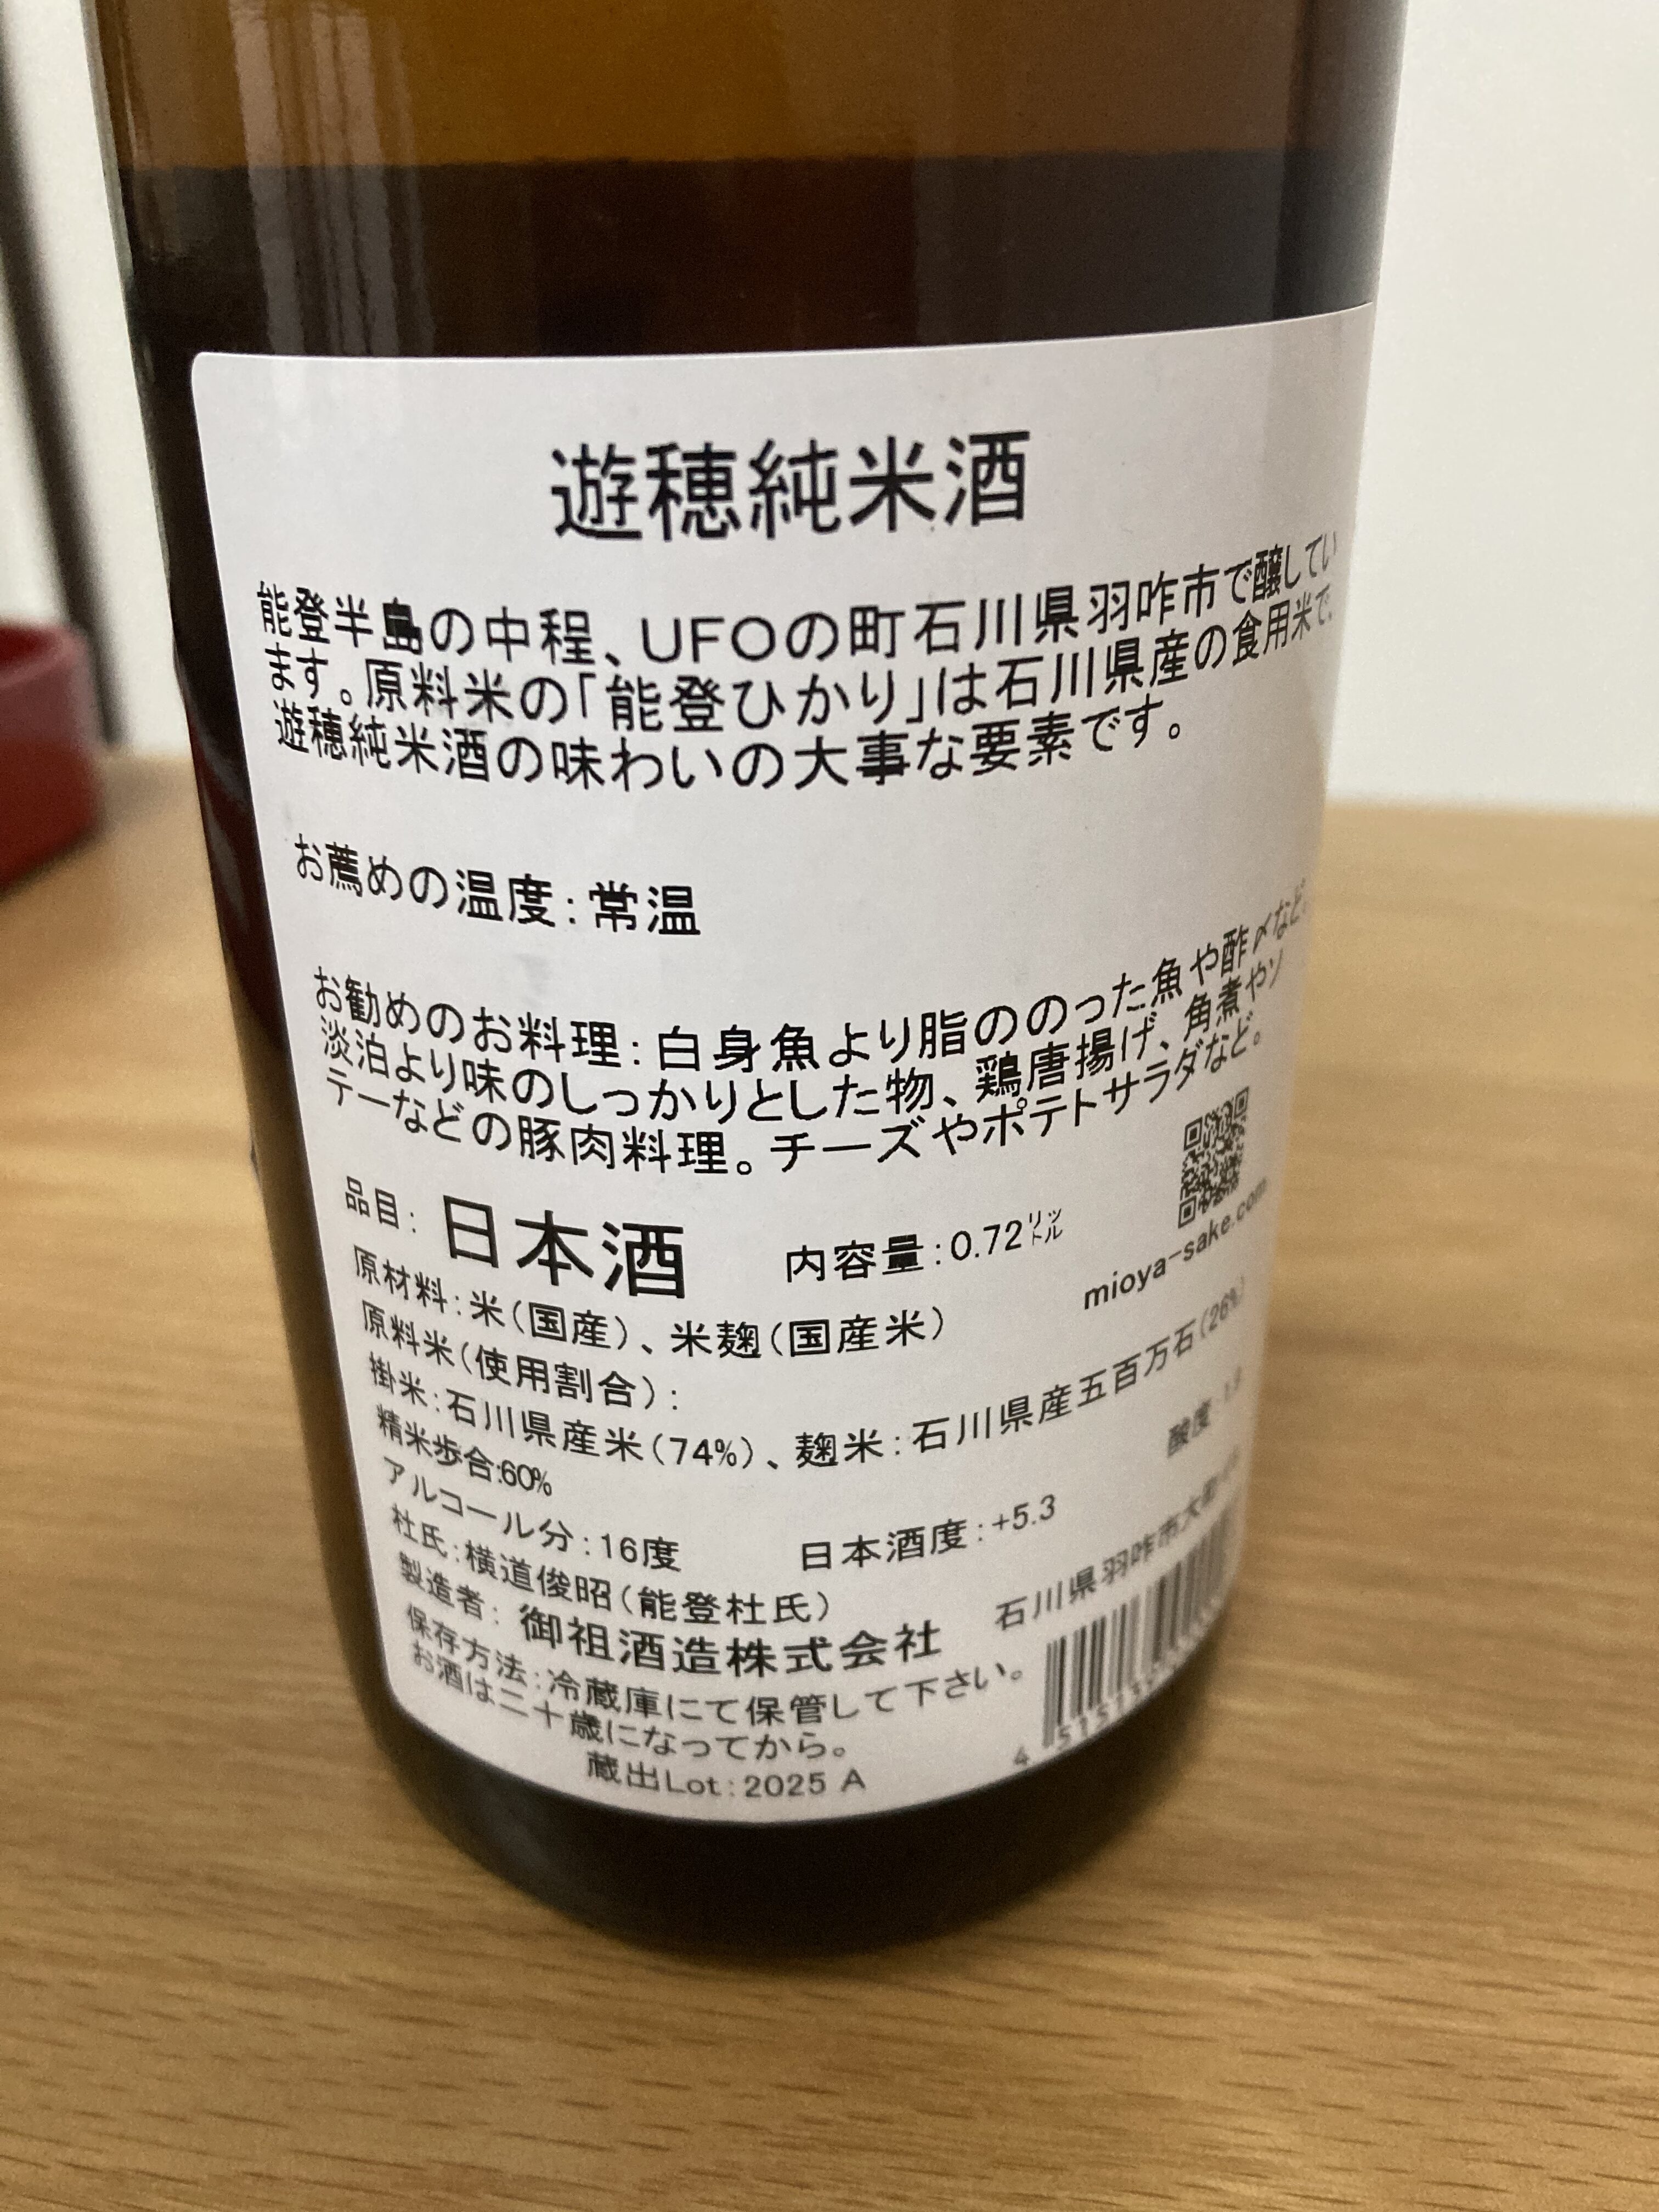 遊穂純米酒
能登半島の中程、UFOの町石川県羽咋市で醸してい
ます。原料米の「能登ひかり」は石川県産の食用米で、
遊穂純米酒の味わいの大事な要素です。
お薦めの温度:常温
お勧めのお料理:白身魚より脂ののった魚や酢〆など。
淡泊より味のしっかりとした物、鶏唐揚げ、角煮やソ
テーなどの豚肉料理。チーズやポテトサラダなど。
品目: 日本酒 内容量:0.72リットル
mioya-sake.com
原材料:米(国産)、米麹(国産米)
原料米(使用割合):
掛米:石川県産米(74%)、麹米:石川県産五百万石(26%)
精米歩合:60%
アルコール分:16度 日本酒度:+5.3 酸度:
杜氏:横道俊昭(能登杜氏)
製造者: 御祖酒造株式会社 石川県羽咋市大
保存方法:冷蔵庫にて保管して下さい。
お酒は二十歳になってから。
蔵出Lot:2025 A
4